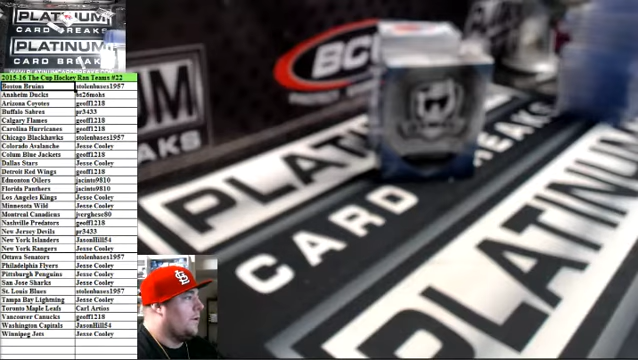 PLATINUM
CARD BREAKS
PLATINUM
CARD BREAKS
WWW.PLATINUMCARDBREAKS.COM
2015-16 The Cup Hockey Ran Teams #22
Boston Bruins stolenbases1957
Anaheim Ducks
Arizona Coyotes geoff1218
Buffalo Sabres pr3433
Calgary Flames geoff1218
Carolina Hurricanes geoff1218
Chicago Blackhawks stolenbases1957
Colorado Avalanche Jesse Cooley
Colum Blue Jackets geoff1218
Dallas Stars Jesse Cooley
Detroit Red Wings geoff1218
Edmonton Oilers jacinto9810
Florida Panthers jacinto9810
Los Angeles Kings Jesse Cooley
Minnesota Wild Jesse Cooley
Montreal Canadiens jverghese80
Nashville Predators geoff1218
New Jersey Devils pr3433
New York Islanders JasonHill54
New York Rangers Jesse Cooley
Ottawa Senators stolenbases1957
Philadelphia Flyers Jesse Cooley
Pittsburgh Penguins Jesse Cooley
San Jose Sharks Jesse Cooley
St. Louis Blues stolenbases1957
Tampa Bay Lightning Jesse Cooley
Toronto Maple Leafs Carl Artios
Vancouver Canucks geoff1218
Washington Capitals JasonHill54
Winnipeg Jets Jesse Cooley
BCW
NUM
AKS
PLATINUM
CARD BREAKS
PLATINUM
CARD